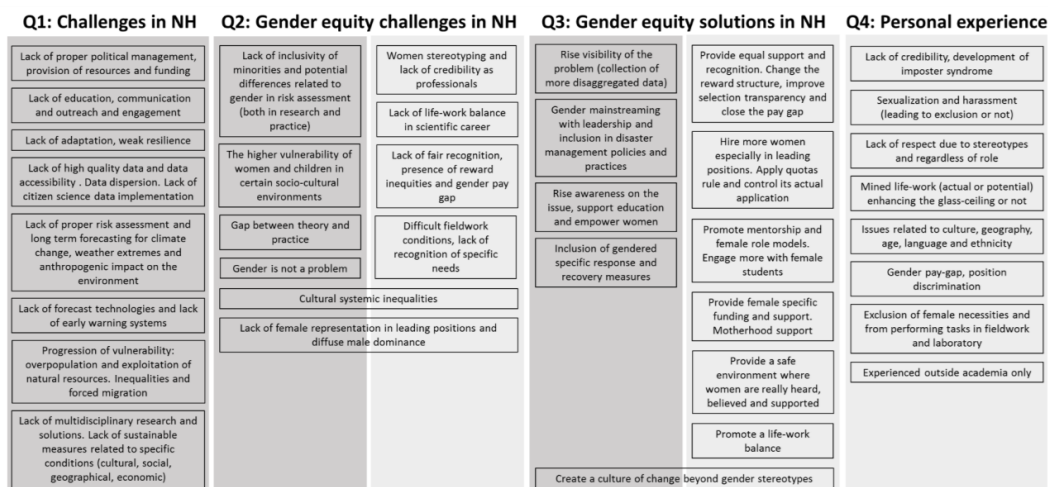 Q1: Challenges in NH
Lack of proper political management,
provision of resources and funding
Lack of education, communication
and outreach and engagement
Lack of adaptation, weak resilience
Lack of high quality data and data
accessibility . Data dispersion. Lack of
citizen science data implementation
Lack of proper risk assessment and
long term forecasting for climate
change, weather extremes and
anthropogenic impact on the
environment
Lack of forecast technologies and lack
of early warning systems
Progression of vulnerability:
overpopulation and exploitation of
natural resources. Inequalities and
forced migration
Lack of multidisciplinary research and
solutions. Lack of sustainable
measures related to specific
conditions (cultural, social,
geographical, economic)
Q2: Gender equity challenges in NH
Lack of inclusivity of
minorities and potential
differences related to
gender in risk assessment
(both in research and
practice)
The higher vulnerability of
women and children in
certain socio-cultural
environments
Gap between theory and
practice
Gender is not a problem
Women stereotyping and
lack of credibility as
professionals
Lack of life-work balance
in scientific career
Lack of fair recognition,
presence of reward
inequities and gender pay
gap
Difficult fieldwork
conditions, lack of
recognition of specific
needs
Cultural systemic inequalities
Lack of female representation in leading positions and
diffuse male dominance
Q3: Gender equity solutions in NH
Rise visibility of the
problem (collection of
more disaggregated data)
Gender mainstreaming
with leadership and
inclusion in disaster
management policies and
practices
Rise awareness on the
issue, support education
and empower women
Inclusion of gendered
specific response and
recovery measures
Provide equal support and
recognition. Change the
reward structure, improve
selection transparency and
close the pay gap
Hire more women
especially in leading
positions. Apply quotas
rule and control its actual
application
Promote mentorship and
female role models.
Engage more with female
students
Provide female specific
funding and support.
Motherhood support
Provide a safe
environment where
women are really heard,
believed and supported
Promote a life-work
balance
Create a culture of change beyond gender stereotypes
Q4: Personal experience
Lack of credibility, development of
imposter syndrome
Sexualization and harassment
(leading to exclusion or not)
Lack of respect due to stereotypes
and regardless of role
Mined life-work (actual or potential)
enhancing the glass-ceiling or not
Issues related to culture, geography,
age, language and ethnicity
Gender pay-gap, position
discrimination
Exclusion of female necessities and
from performing tasks in fieldwork
and laboratory
Experienced outside academia only